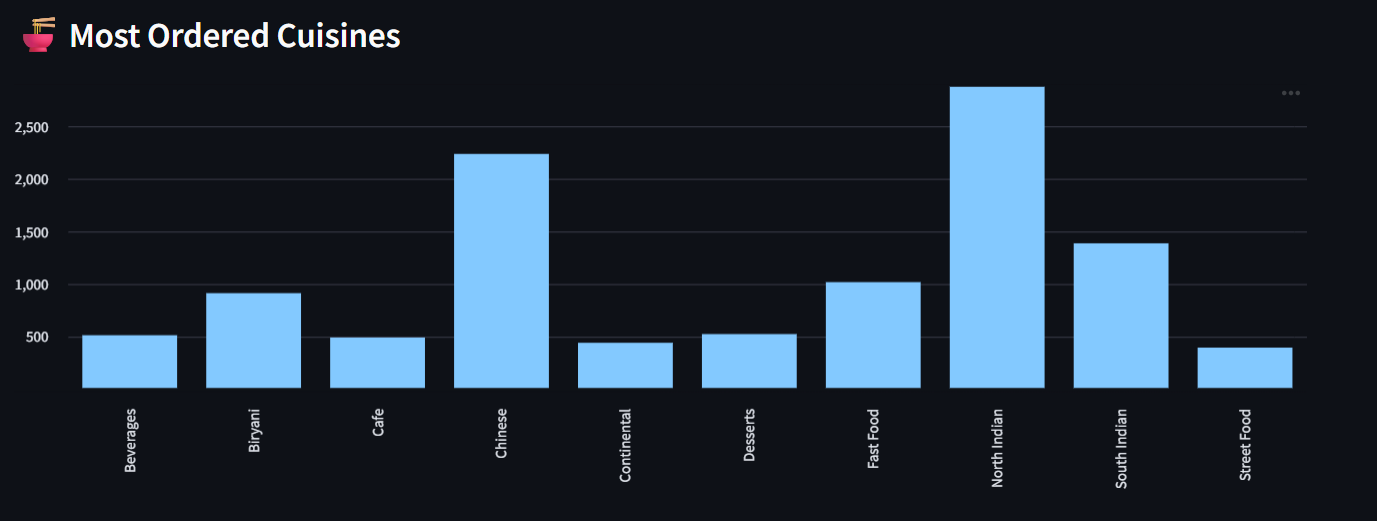 Most Ordered Cuisines
2,500
2,000
1,500
1,000
500
Beverages
Biryani
Cafe
Chinese
Continental
Desserts
Fast Food
North Indian
South Indian
Street Food